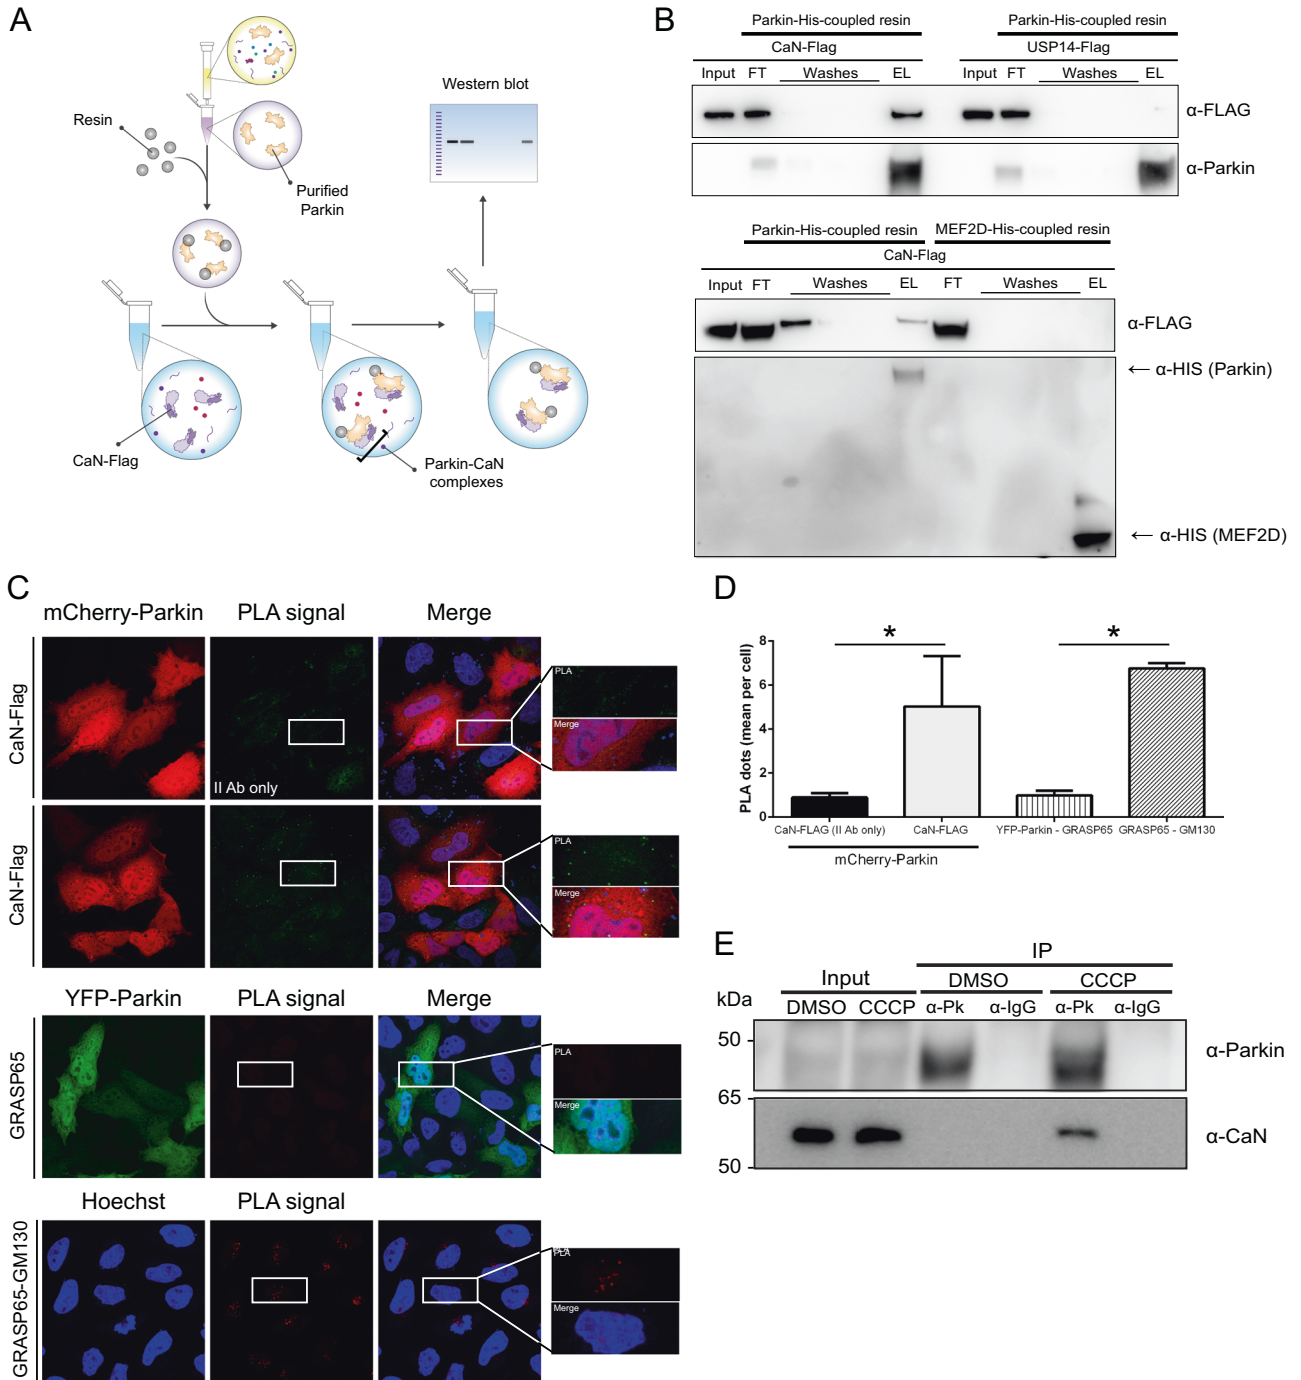 A
Resin
Purified
Parkin
Western blot
CaN-Flag
Parkin-CaN
complexes
B
Parkin-His-coupled resin
Parkin-His-coupled resin
CaN-Flag
USP14-Flag
Input FT Washes EL
Input FT Washes EL
α-FLAG
α-Parkin
Parkin-His-coupled resin
MEF2D-His-coupled resin
CaN-Flag
Input FT Washes EL FT Washes EL
α-FLAG
← α-HIS (Parkin)
← α-HIS (MEF2D)
C
mCherry-Parkin PLA signal Merge
CaN-Flag
II Ab only
PLA
Merge
CaN-Flag
PLA
Merge
YFP-Parkin PLA signal Merge
GRASP65
PLA
Merge
Hoechst PLA signal
GRASP65-GM130
PLA
Merge
D
PLA dots (mean per cell)
8
6
4
2
0
*
*
CaN-FLAG (II Ab only)
CaN-FLAG
YFP-Parkin - GRASP65
GRASP65 - GM130
mCherry-Parkin
E
IP
Input DMSO CCCP
kDa DMSO CCCP α-Pk α-IgG α-Pk α-IgG
50
α-Parkin
65
α-CaN
50